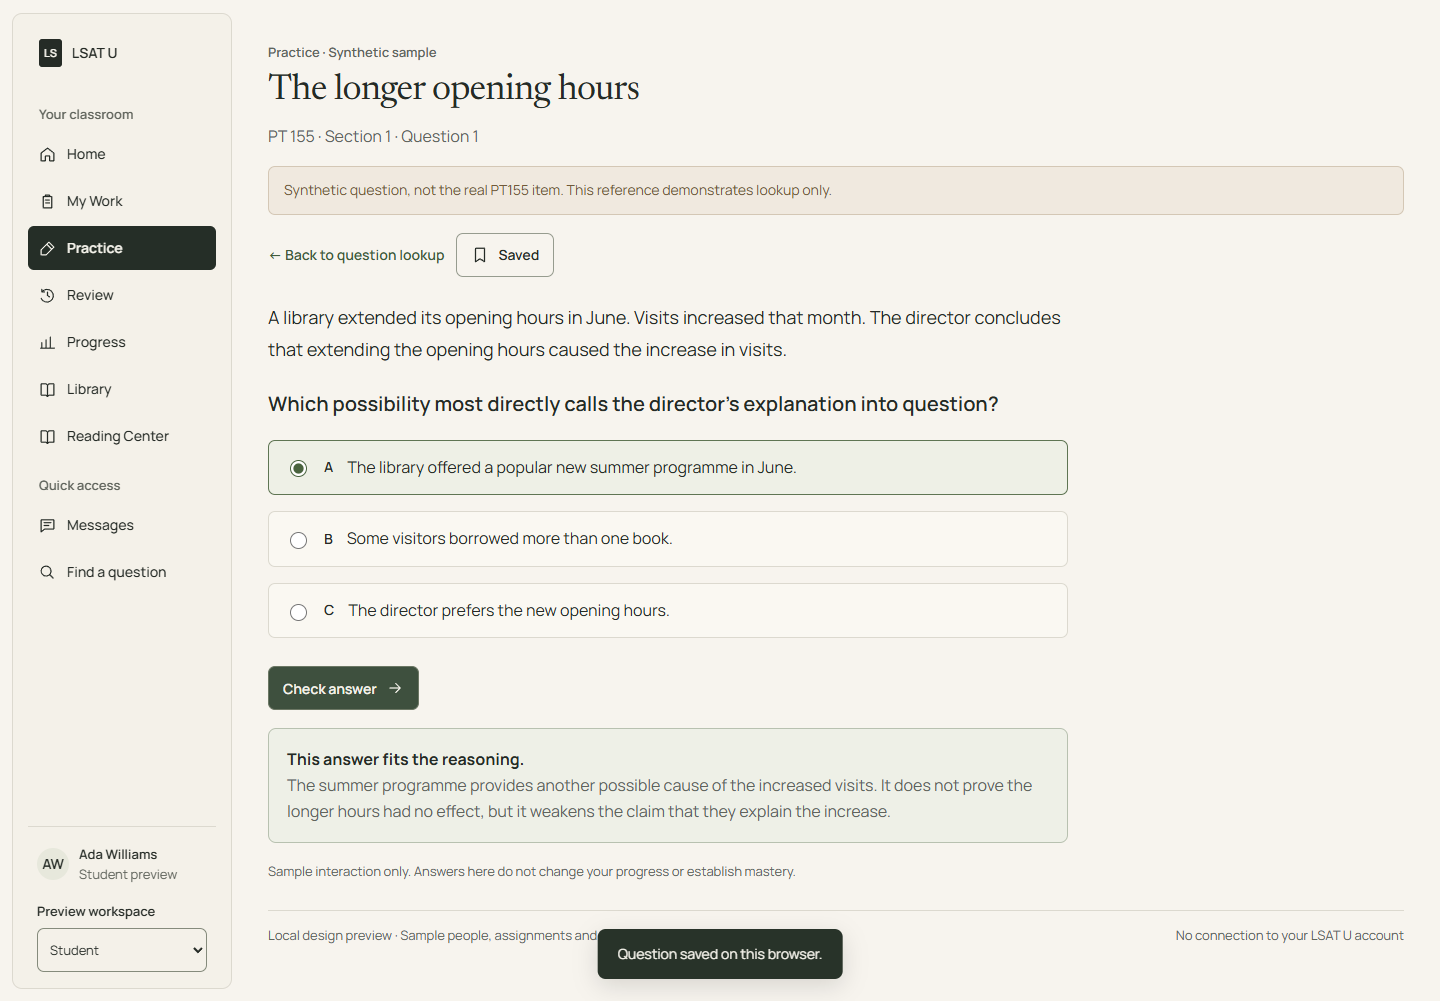 LS LSAT U
Your classroom
Home
My Work
Practice
Review
Progress
Library
Reading Center
Quick access
Messages
Find a question
AW
Ada Williams
Student preview
Preview workspace
Student
Practice · Synthetic sample
The longer opening hours
PT 155 · Section 1 · Question 1
Synthetic question, not the real PT155 item. This reference demonstrates lookup only.
← Back to question lookup
Saved
A library extended its opening hours in June. Visits increased that month. The director concludes
that extending the opening hours caused the increase in visits.
Which possibility most directly calls the director’s explanation into question?
A The library offered a popular new summer programme in June.
B Some visitors borrowed more than one book.
C The director prefers the new opening hours.
Check answer →
This answer fits the reasoning.
The summer programme provides another possible cause of the increased visits. It does not prove the
longer hours had no effect, but it weakens the claim that they explain the increase.
Sample interaction only. Answers here do not change your progress or establish mastery.
Local design preview · Sample people, assignments and
No connection to your LSAT U account
Question saved on this browser.